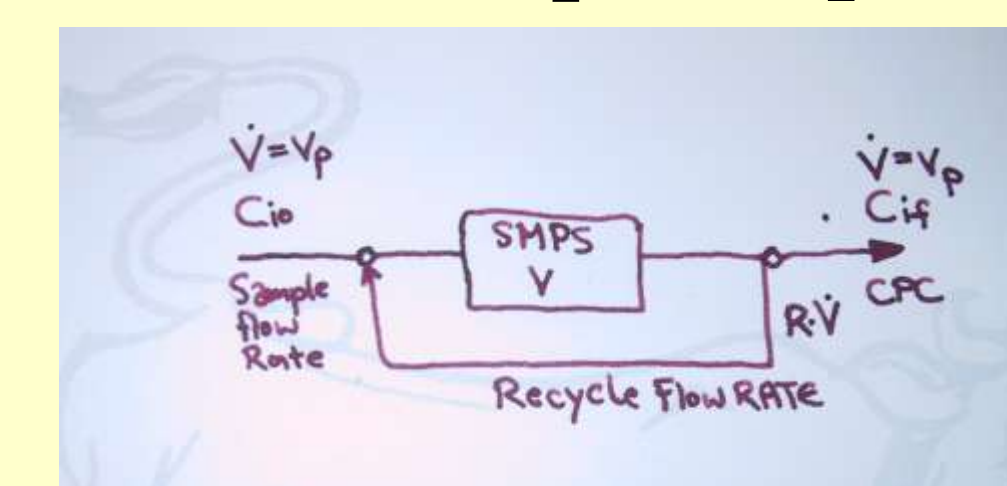 V̇=Vp
Cio
Sample
flow
Rate
SMPS
V
V̇=Vp
Cif
CPC
R·V̇
Recycle Flow RATE